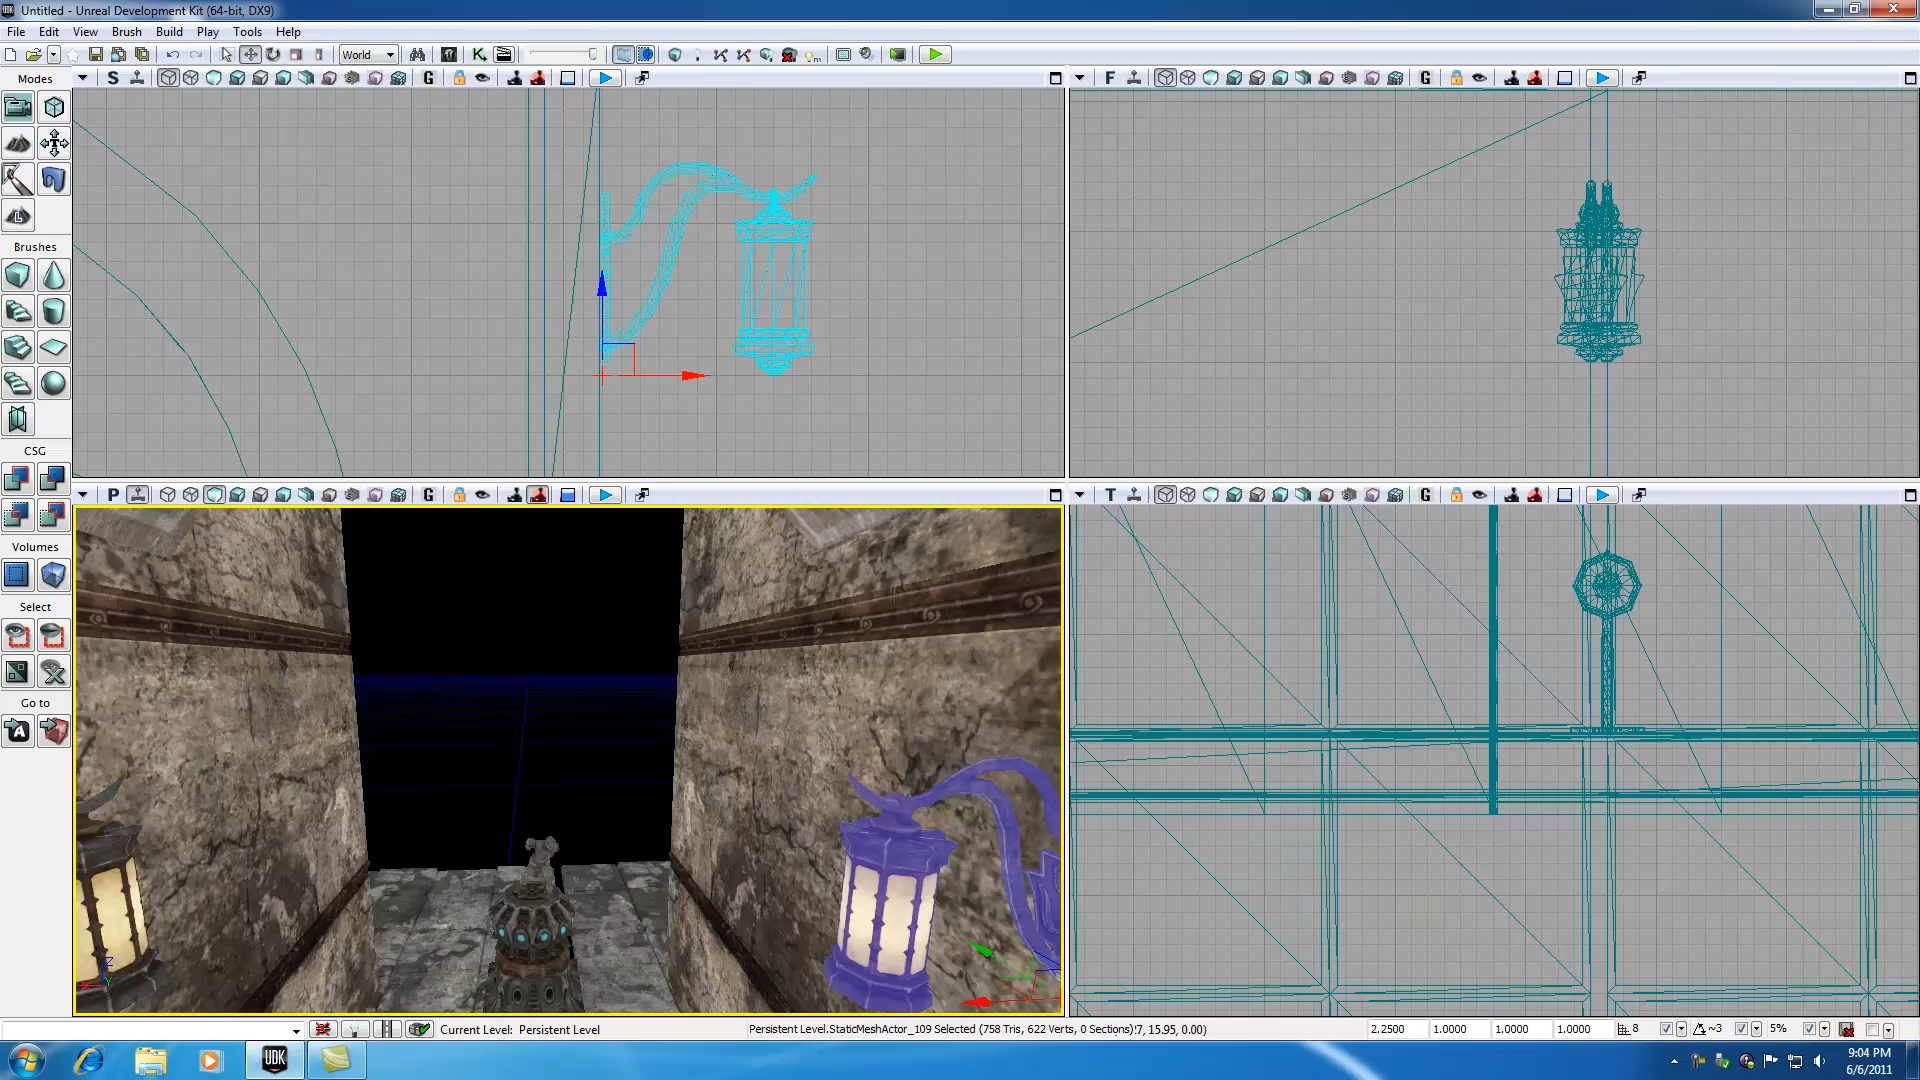 Untitled - Unreal Development Kit (64-bit, DX9)
File Edit View Brush Build Play Tools Help
World
Modes
S G
F G
L
Brushes
CSG
P G
T G
Volumes
Select
Go to
A
Z
Y
Current Level: Persistent Level
Persistent Level.StaticMeshActor_109 Selected (758 Tris, 622 Verts, 0 Sections)!7, 15.95, 0.00)
2.2500 1.0000 1.0000 1.0000 8 ~3 5%
UDK
9:04 PM
6/6/2011